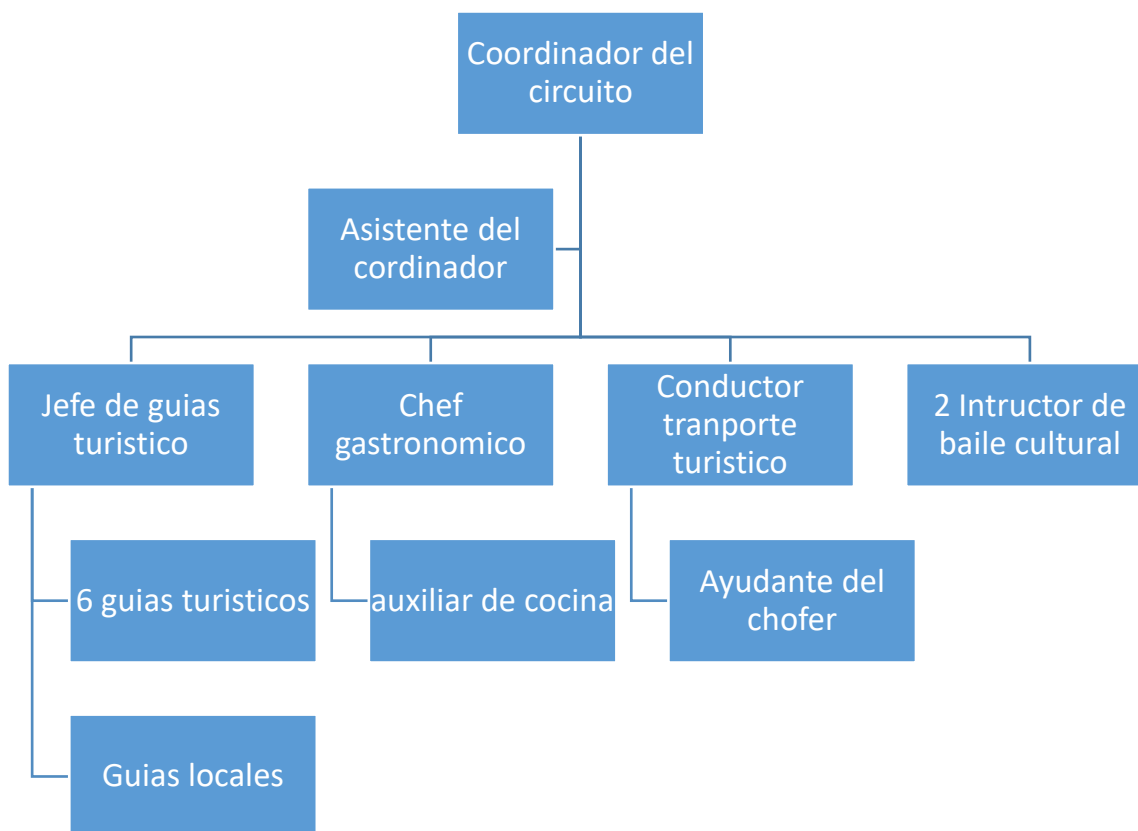 Coordinador del
circuito
Asistente del
cordinador
Jefe de guias
turistico
Chef
gastronomico
Conductor
tranporte
turistico
2 Intructor de
baile cultural
6 guias turisticos
auxiliar de cocina
Ayudante del
chofer
Guias locales